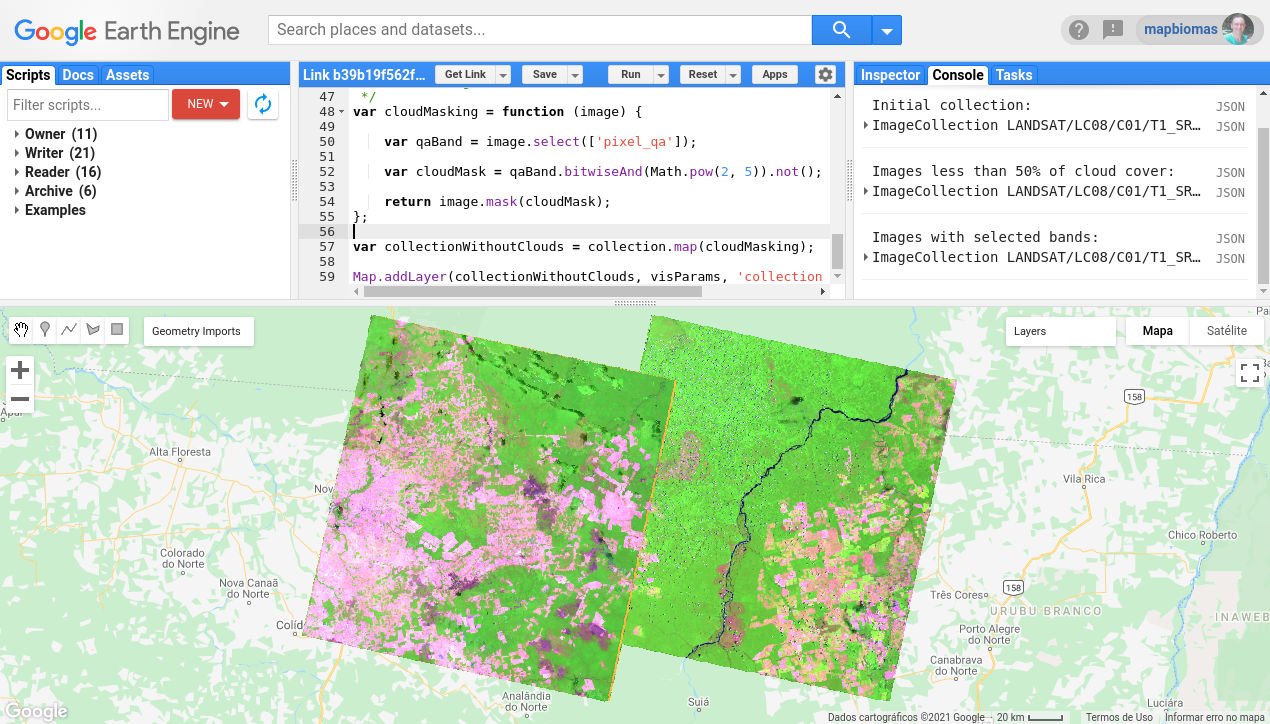 Google Earth Engine
Search places and datasets...
mapbiomas
Scripts Docs Assets
Filter scripts...
NEW
Owner (11)
Writer (21)
Reader (16)
Archive (6)
Examples
Link b39b19f562f...
Get Link
Save
Run
Reset
Apps
47 */
48 var cloudMasking = function (image) {
49
50 var qaBand = image.select(['pixel_qa']);
51
52 var cloudMask = qaBand.bitwiseAnd(Math.pow(2, 5)).not();
53
54 return image.mask(cloudMask);
55 };
56
57 var collectionWithoutClouds = collection.map(cloudMasking);
58
59 Map.addLayer(collectionWithoutClouds, visParams, 'collection
Inspector Console Tasks
Initial collection: JSON
ImageCollection LANDSAT/LC08/C01/T1_SR… JSON
Images less than 50% of cloud cover: JSON
ImageCollection LANDSAT/LC08/C01/T1_SR… JSON
Images with selected bands: JSON
ImageCollection LANDSAT/LC08/C01/T1_SR… JSON
Geometry Imports
Layers
Mapa
Satélite
158
Alta Floresta
Vila Rica
Nov
Chico Roberto
Colorado
do Norte
Nova Canaã
do Norte
158
Três Cores
URUBU BRANCO
INAWEB
Colíd
Porto Alegre
do Norte
Canabrava
do Norte
Analândia
do Norte
Suiá
Luciára
Google
Dados cartográficos ©2021 Google
20 km
Termos de Uso
Informar erro no mapa